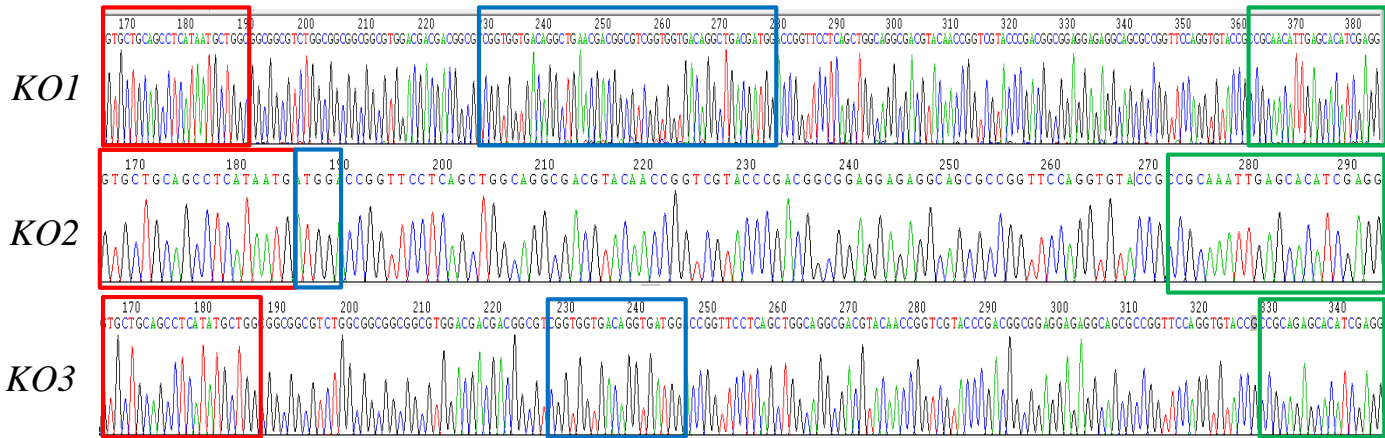 170 180 190 200 210 220 230 240 250 260 270 280 290 300 310 320 330 340 350 360 370 380
GTGCTGCAGCCTCATAATGCTGGCGGCGGCGTCTGGCGGCGGCGGCGTGGACGACGACGGCGTCGGTGGTGACAGGCTGAACGACGGCGTCGGTGGTGACAGGCTGACGATGGACCGGTTCCTCAGCTGGCAGGCGACGTACAACCGGTCGTACCCGACGGCGGAGGAGAGGCAGCGCCGGTTCCAGGTGTACCGCCGCAACATTGAGCACATCGAGG
KO1
170 180 190 200 210 220 230 240 250 260 270 280 290
GTGCTGCAGCCTCATAATGATGGACCGGTTCCTCAGCTGGCAGGCGACGTACAACCGGTCGTACCCGACGGCGGAGGAGAGGCAGCGCCGGTTCCAGGTGTACCGCCGCAAATTGAGCACATCGAGG
KO2
170 180 190 200 210 220 230 240 250 260 270 280 290 300 310 320 330 340
GTGCTGCAGCCTCATATGCTGGCGGCGGCGTCTGGCGGCGGCGGCGTGGACGACGACGGCGTCGGTGGTGACAGGTGATGGACCGGTTCCTCAGCTGGCAGGCGACGTACAACCGGTCGTACCCGACGGCGGAGGAGAGGCAGCGCCGGTTCCAGGTGTACCGCCGCAGAGCACATCGAGG
KO3